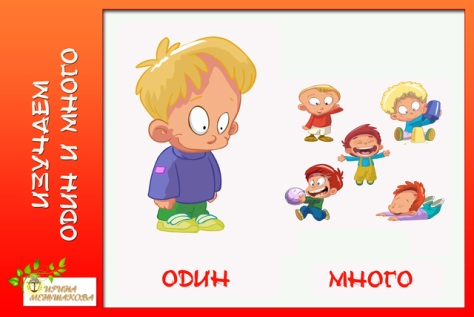 ИЗУЧАЕМ
ОДИН И МНОГО
ОДИН
МНОГО
ИРИНА
МЕНЬШАКОВА